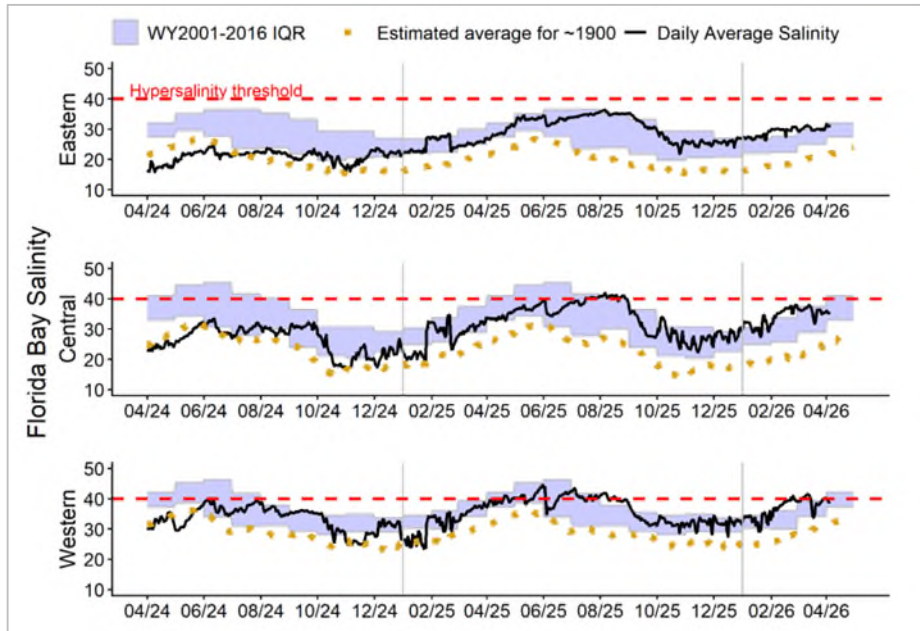 WY2001-2016 IQR Estimated average for ~1900 Daily Average Salinity
Florida Bay Salinity
Eastern
50
40
30
20
10
Hypersalinity threshold
04/24 06/24 08/24 10/24 12/24 02/25 04/25 06/25 08/25 10/25 12/25 02/26 04/26
Central
50
40
30
20
10
04/24 06/24 08/24 10/24 12/24 02/25 04/25 06/25 08/25 10/25 12/25 02/26 04/26
Western
50
40
30
20
10
04/24 06/24 08/24 10/24 12/24 02/25 04/25 06/25 08/25 10/25 12/25 02/26 04/26